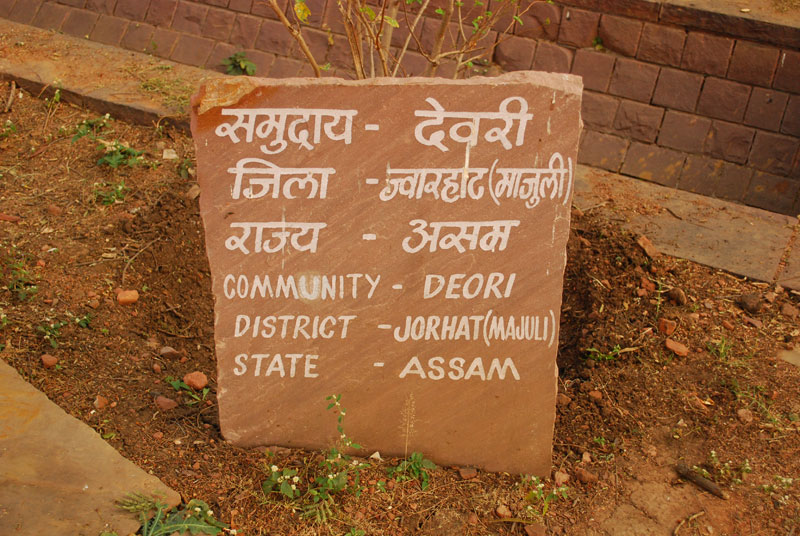 समुद्राय - देवरी
जिला - ज्वारहाट (माजुली)
राज्य - असम
COMMUNITY - DEORI
DISTRICT - JORHAT (MAJULI)
STATE - ASSAM